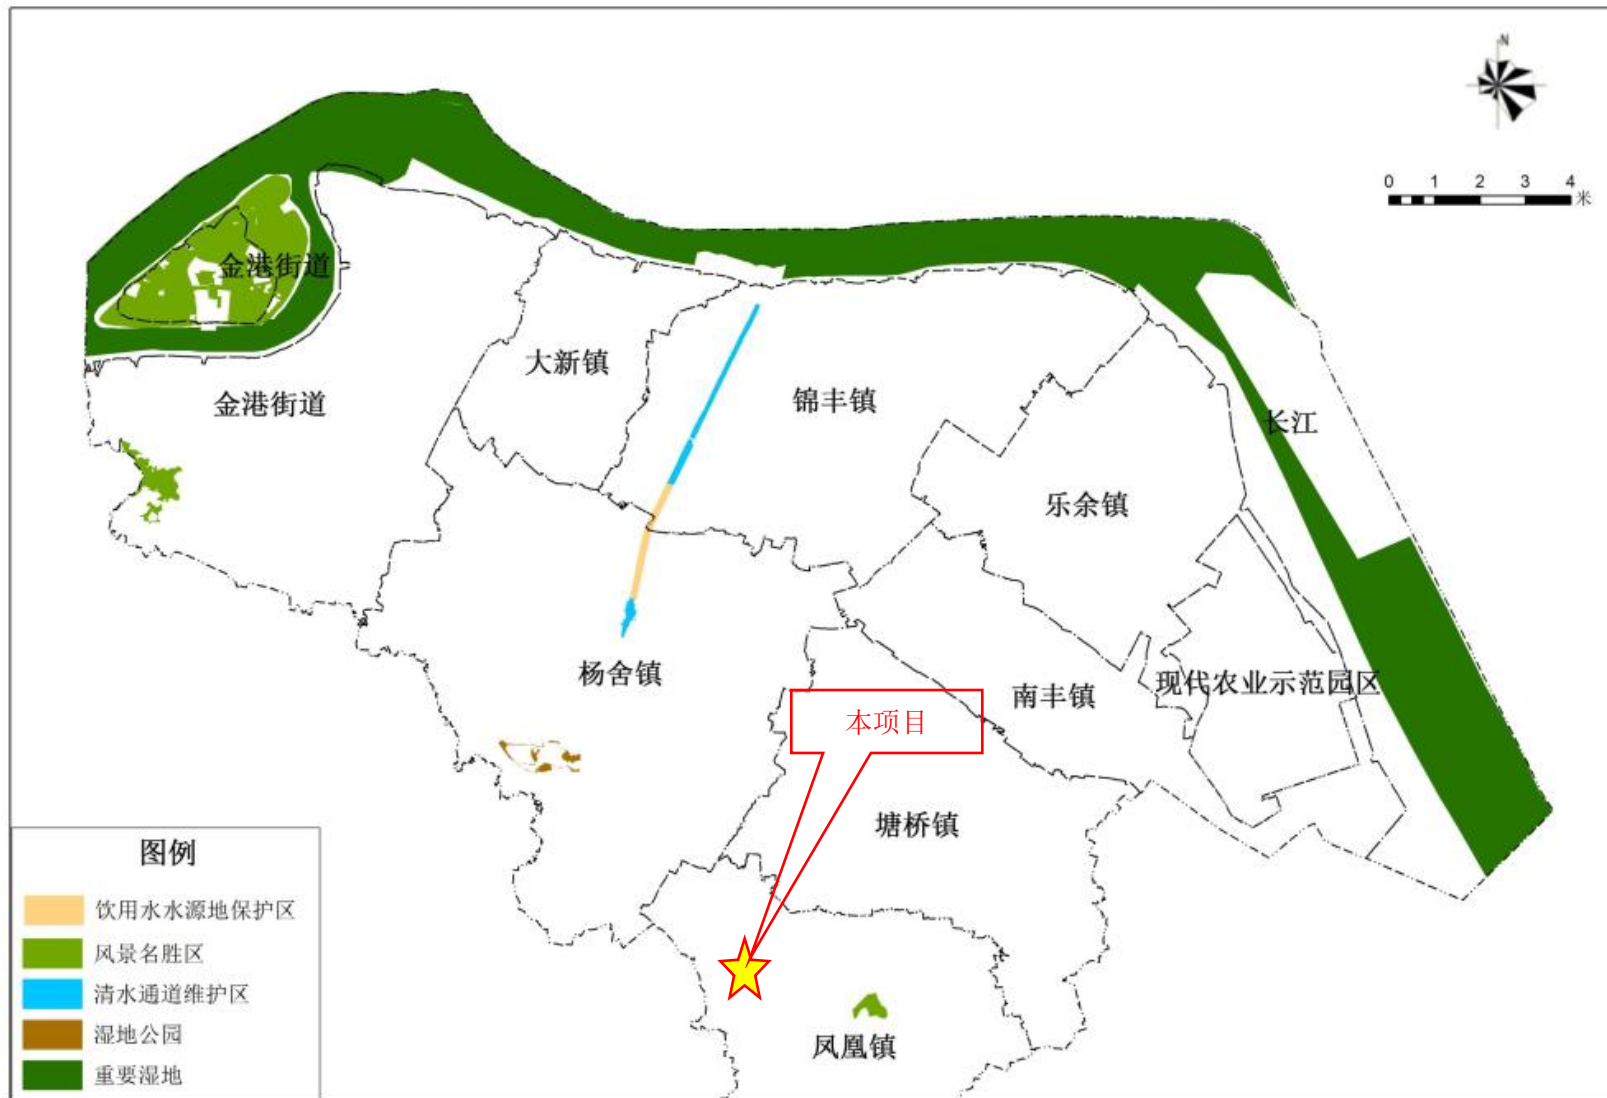 N
0 1 2 3 4
米
金港街道
大新镇
金港街道
锦丰镇
长江
乐余镇
杨舍镇
南丰镇
现代农业示范园区
本项目
塘桥镇
凤凰镇
图例
饮用水水源地保护区
风景名胜区
清水通道维护区
湿地公园
重要湿地